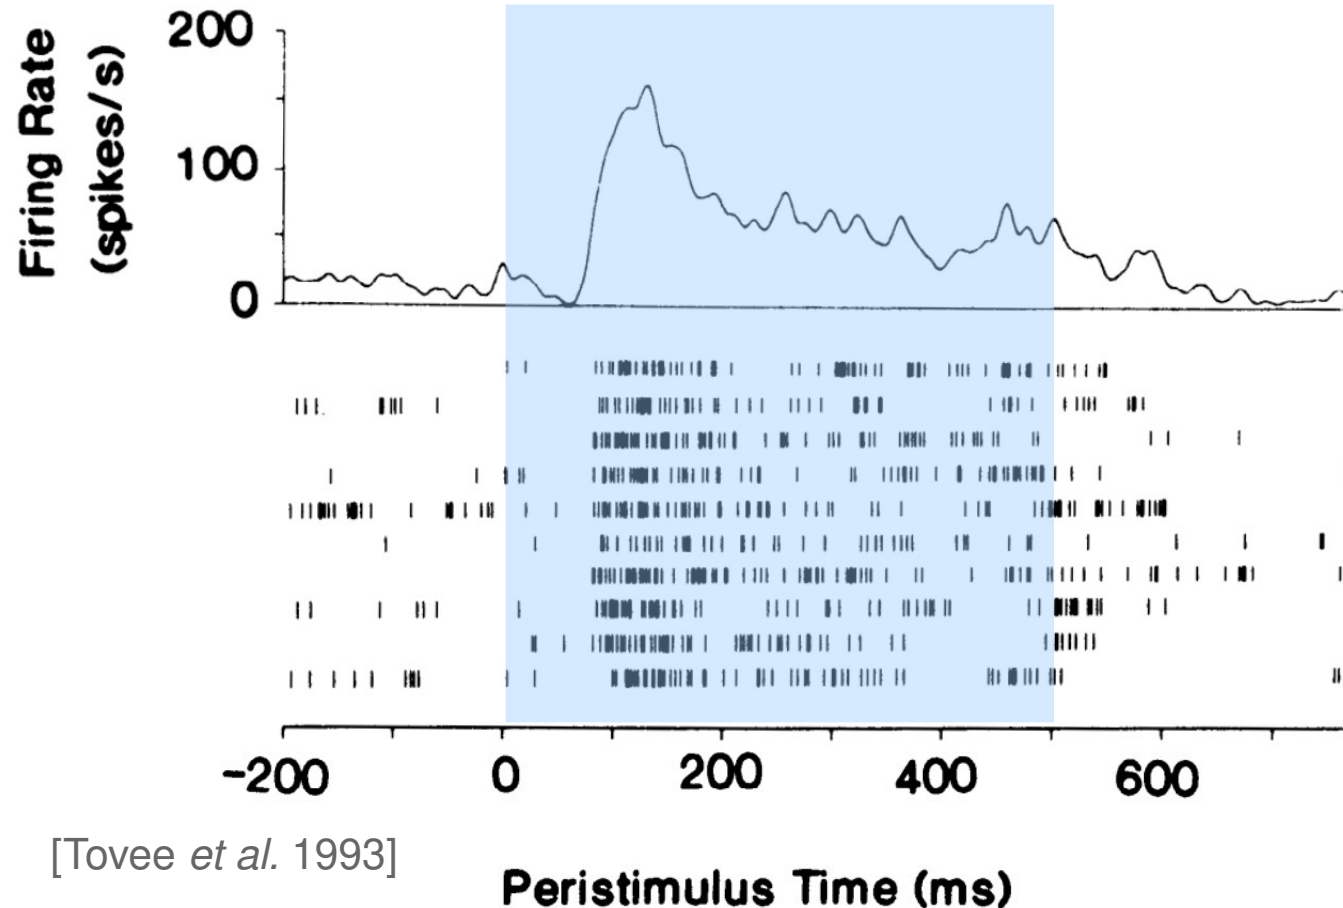 Firing Rate
(spikes/s)
200
100
0
-200 0 200 400 600
[Tovee et al. 1993]
Peristimulus Time (ms)